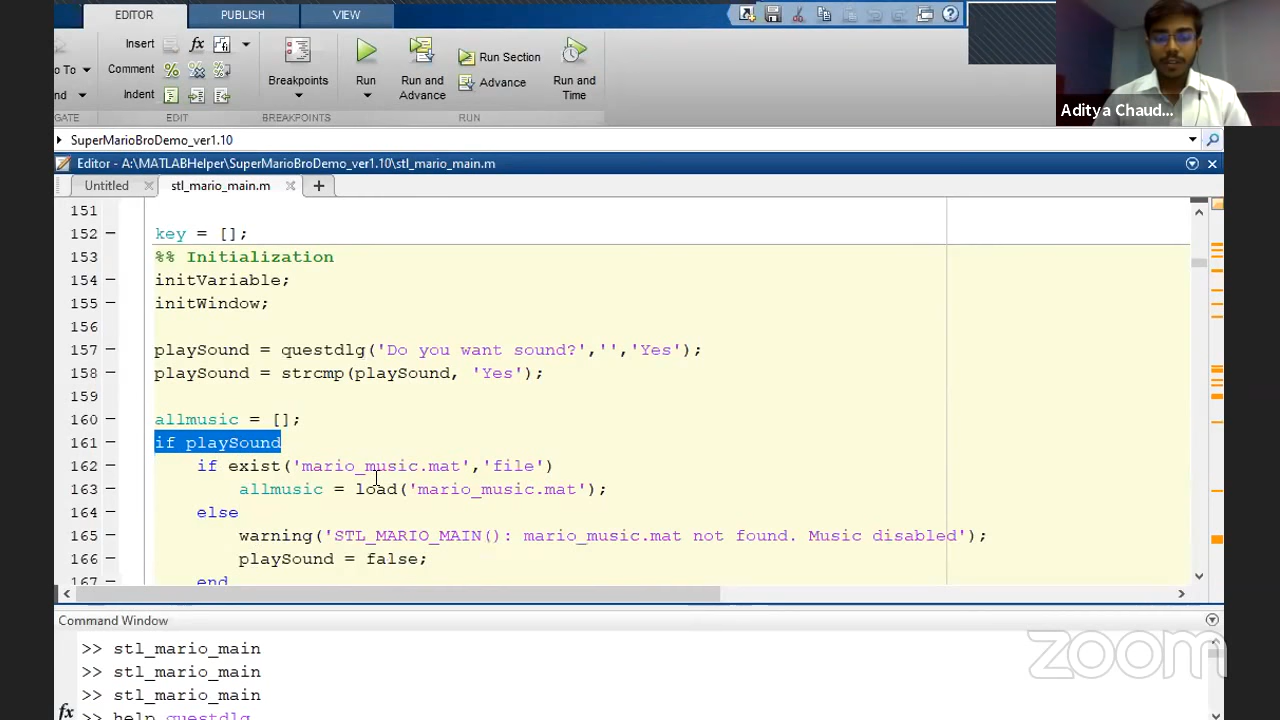 EDITOR PUBLISH VIEW
Insert fx
Run Section
To Comment Breakpoints Run Run and Advance Advance Run and Time
Indent
EDIT BREAKPOINTS RUN
Aditya Chaud...
SuperMarioBroDemo_ver1.10
Editor - A:\MATLABHelper\SuperMarioBroDemo_ver1.10\stl_mario_main.m
Untitled stl_mario_main.m
151
152 key = [];
153 %% Initialization
154 initVariable;
155 initWindow;
156
157 playSound = questdlg('Do you want sound?','','Yes');
158 playSound = strcmp(playSound, 'Yes');
159
160 allmusic = [];
161 if playSound
162 if exist('mario_music.mat','file')
163 allmusic = load('mario_music.mat');
164 else
165 warning('STL_MARIO_MAIN(): mario_music.mat not found. Music disabled');
166 playSound = false;
167 end
Command Window
>> stl_mario_main
>> stl_mario_main
>> stl_mario_main
fx >> help questdlg
zoom